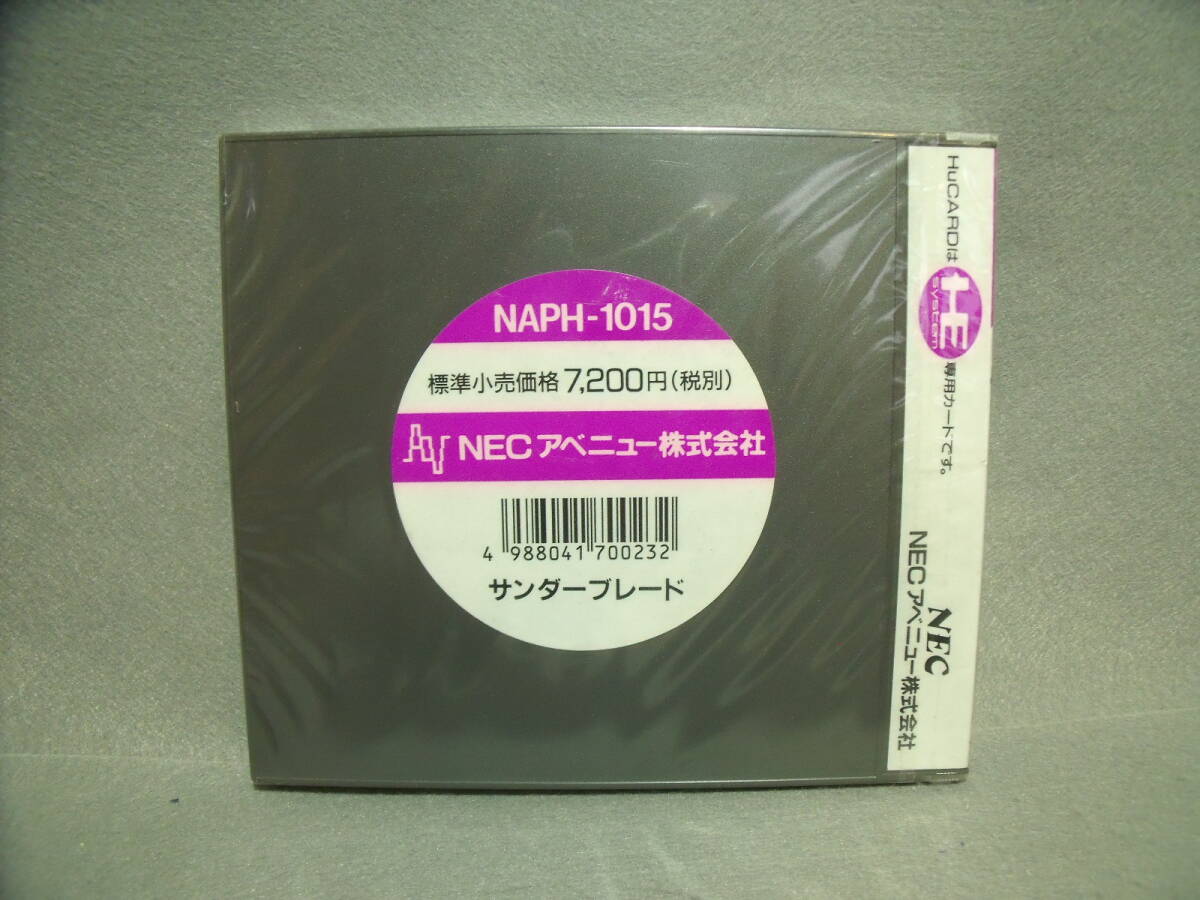 NAPH-1015
標準小売価格7,200円(税別)
NECアベニュー株式会社
4 988041 700232
サンダーブレード
HuCARDは HE system 専用カードです。
NEC
NECアベニュー株式会社